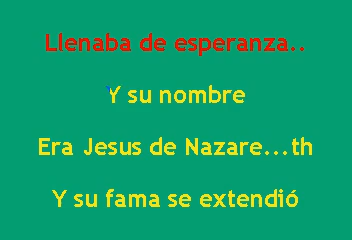 Llenaba de esperanza..
Y su nombre
Era Jesus de Nazare...th
Y su fama se extendió